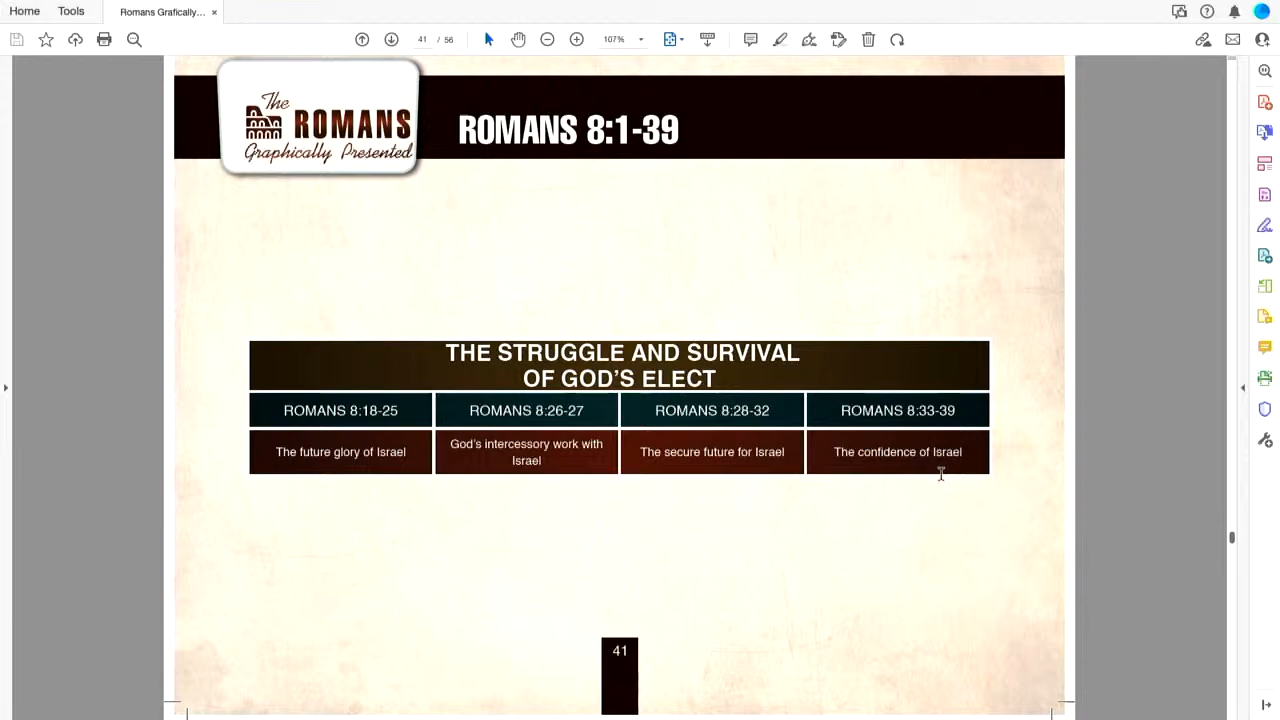 Home
Tools
Romans Grafically...
×
41 / 56
107%
The
ROMANS
Graphically Presented
ROMANS 8:1-39
THE STRUGGLE AND SURVIVAL
OF GOD'S ELECT
ROMANS 8:18-25
ROMANS 8:26-27
ROMANS 8:28-32
ROMANS 8:33-39
The future glory of Israel
God's intercessory work with
Israel
The secure future for Israel
The confidence of Israel
41